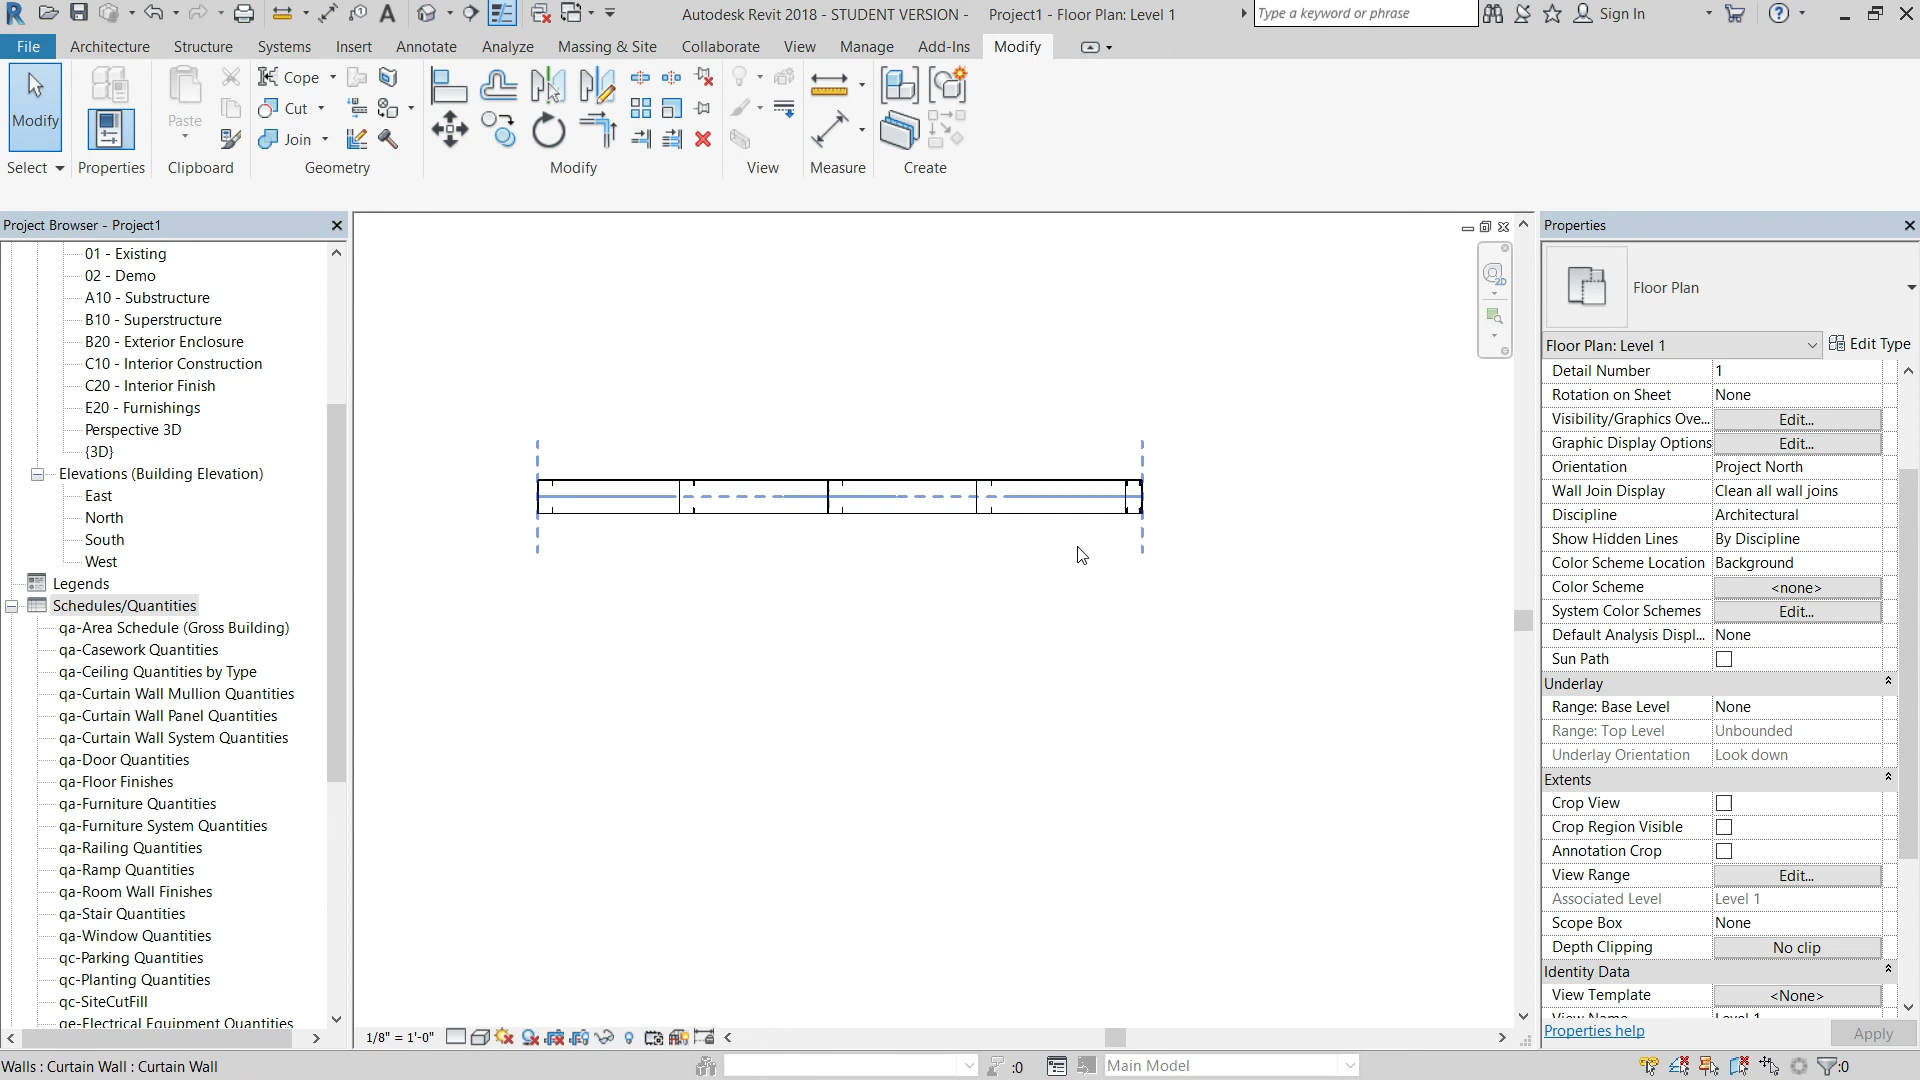 Autodesk Revit 2018 - STUDENT VERSION - Project1 - Floor Plan: Level 1
Type a keyword or phrase
Sign In
File Architecture Structure Systems Insert Annotate Analyze Massing & Site Collaborate View Manage Add-Ins Modify
Modify
Paste
Cope
Cut
Join
Select Properties Clipboard Geometry Modify View Measure Create
Project Browser - Project1
01 - Existing
02 - Demo
A10 - Substructure
B10 - Superstructure
B20 - Exterior Enclosure
C10 - Interior Construction
C20 - Interior Finish
E20 - Furnishings
Perspective 3D
{3D}
Elevations (Building Elevation)
East
North
South
West
Legends
Schedules/Quantities
qa-Area Schedule (Gross Building)
qa-Casework Quantities
qa-Ceiling Quantities by Type
qa-Curtain Wall Mullion Quantities
qa-Curtain Wall Panel Quantities
qa-Curtain Wall System Quantities
qa-Door Quantities
qa-Floor Finishes
qa-Furniture Quantities
qa-Furniture System Quantities
qa-Railing Quantities
qa-Ramp Quantities
qa-Room Wall Finishes
qa-Stair Quantities
qa-Window Quantities
qc-Parking Quantities
qc-Planting Quantities
qc-SiteCutFill
qe-Electrical Equipment Quantities
2D
Properties
Floor Plan
Floor Plan: Level 1 Edit Type
Detail Number 1
Rotation on Sheet None
Visibility/Graphics Ove... Edit...
Graphic Display Options Edit...
Orientation Project North
Wall Join Display Clean all wall joins
Discipline Architectural
Show Hidden Lines By Discipline
Color Scheme Location Background
Color Scheme <none>
System Color Schemes Edit...
Default Analysis Displ... None
Sun Path
Underlay
Range: Base Level None
Range: Top Level Unbounded
Underlay Orientation Look down
Extents
Crop View
Crop Region Visible
Annotation Crop
View Range Edit...
Associated Level Level 1
Scope Box None
Depth Clipping No clip
Identity Data
View Template <None>
View Name Level 1
Properties help Apply
1/8" = 1'-0"
Walls : Curtain Wall : Curtain Wall
:0
Main Model
:0